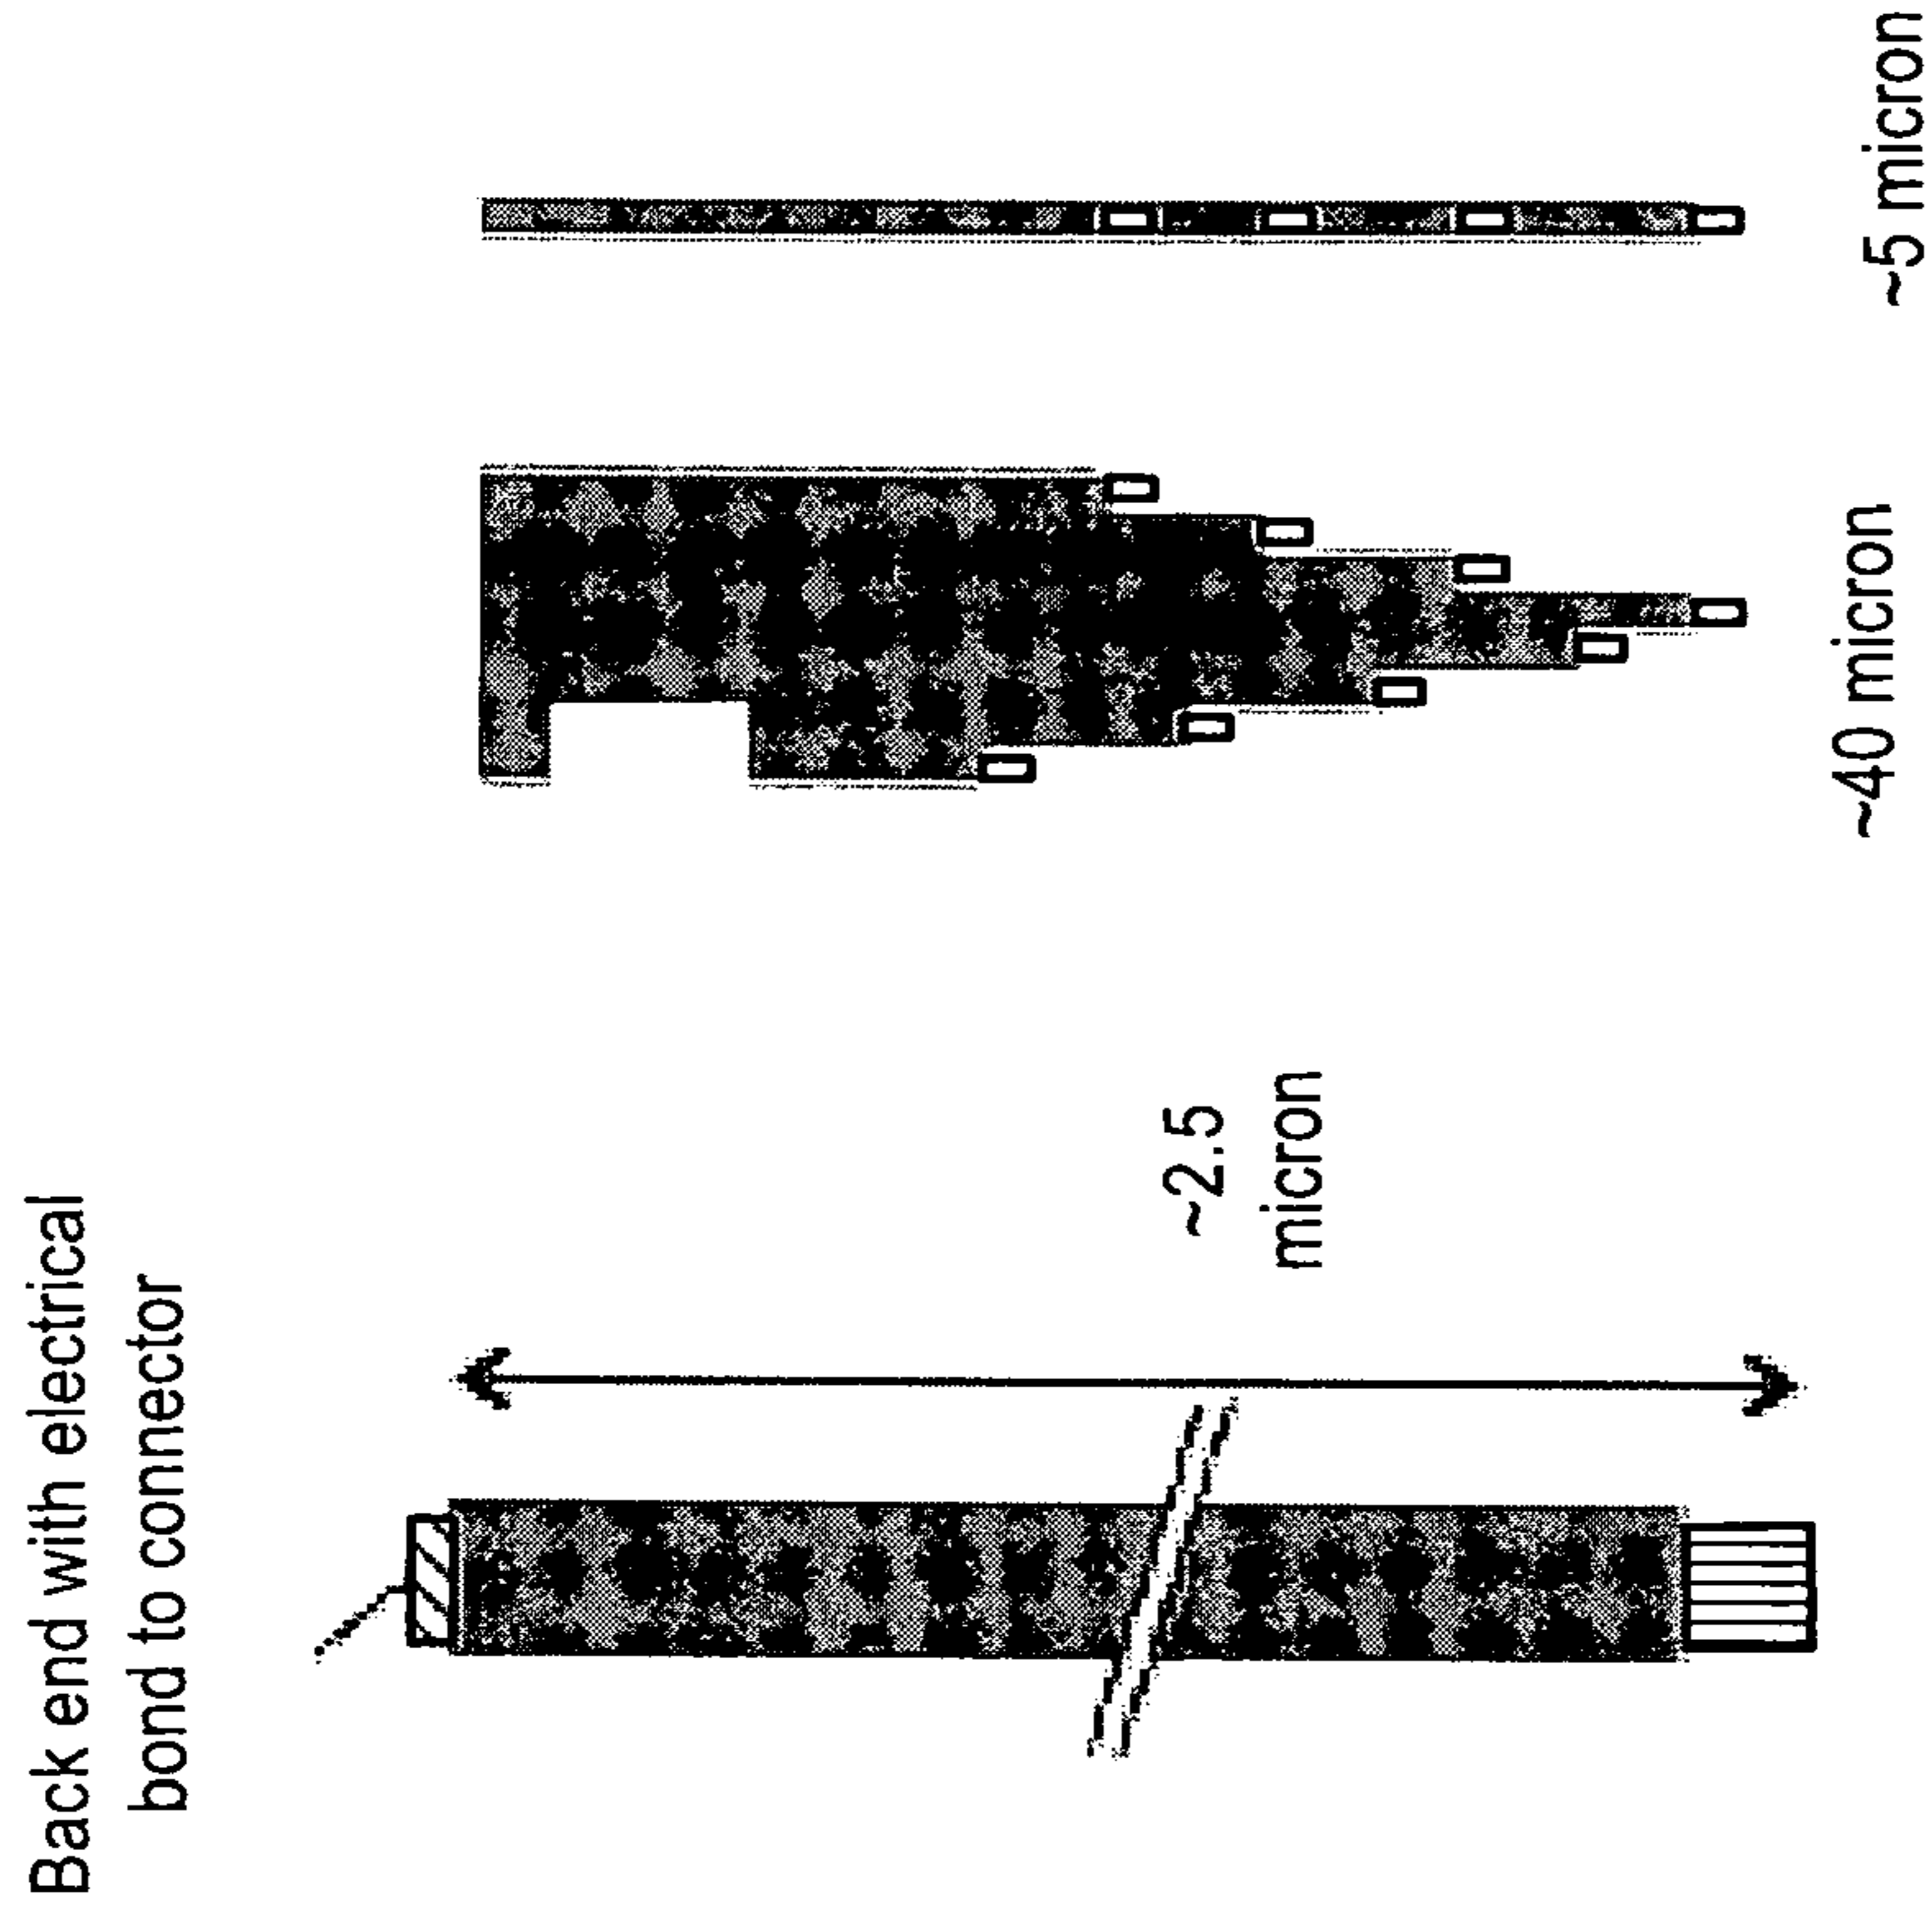 Back end with electrical
bond to connector
~2.5
micron
~40 micron
~5 micron